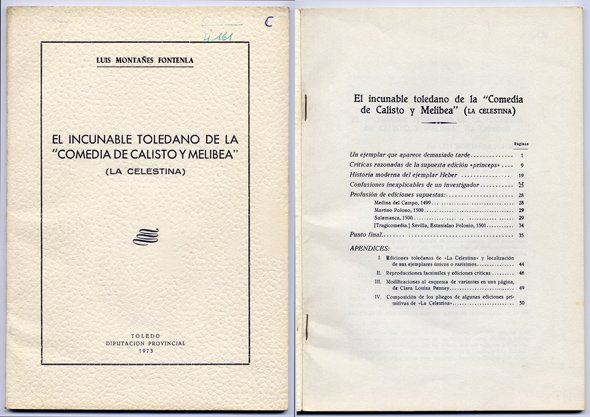 C
4161
LUIS MONTAÑES FONTENLA
EL INCUNABLE TOLEDANO DE LA
"COMEDIA DE CALISTO Y MELIBEA"
(LA CELESTINA)
TOLEDO
DIPUTACION PROVINCIAL
1973
El incunable toledano de la "Comedia
de Calisto y Melibea" (LA CELESTINA)
Páginas
Un ejemplar que aparece demasiado tarde.............. 1
Críticas razonadas de la supuesta edición «princeps».... 9
Historia moderna del ejemplar Heber ................. 19
Confusiones inexplicables de un investigador ........... 25
Profusión de ediciones supuestas:..................... 28
Medina del Campo, 1499......................... 28
Martino Polono, 1500........................... 29
Salamanca, 1500............................... 29
[Tragicomedia.] Sevilla, Estanislao Polonio, 1501........ 34
Punto final....................................... 35
APENDICES:
I. Ediciones toledanas de «La Celestina» y localización
de sus ejemplares únicos o rarísimos............... 44
II. Reproducciones facsímiles y ediciones críticas ....... 48
III. Modificaciones al esquema de variantes en una página,
de Clara Louisa Penney........................ 49
IV. Composición de los pliegos de algunas ediciones pri-
mitivas de «La Celestina»....................... 50